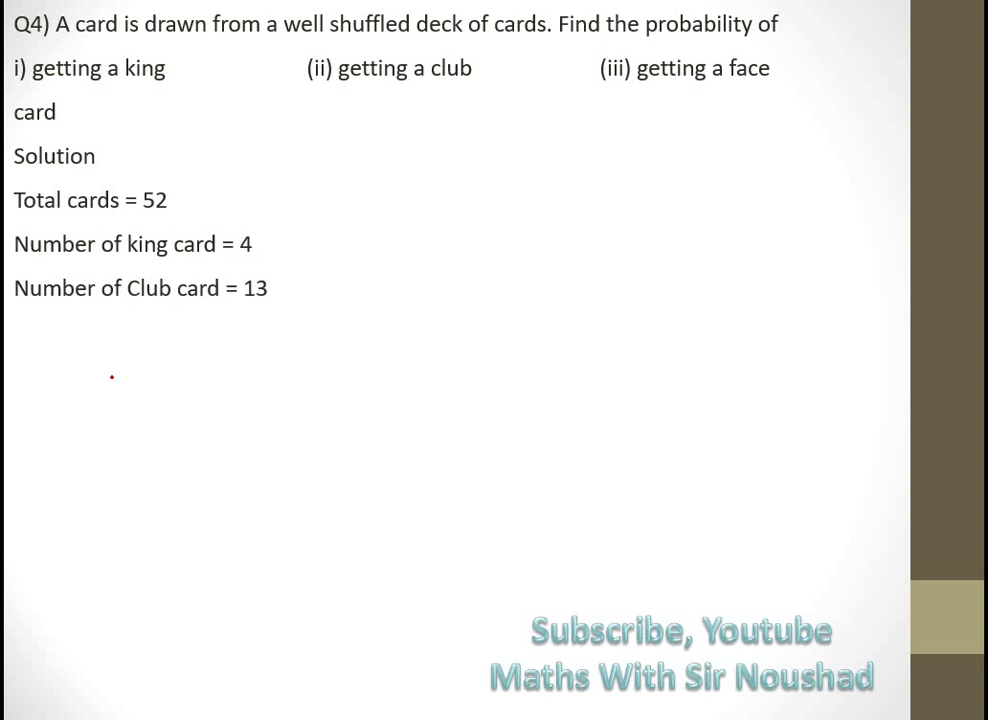 Q4) A card is drawn from a well shuffled deck of cards. Find the probability of
i) getting a king (ii) getting a club (iii) getting a face
card
Solution
Total cards = 52
Number of king card = 4
Number of Club card = 13
Subscribe, Youtube
Maths With Sir Noushad